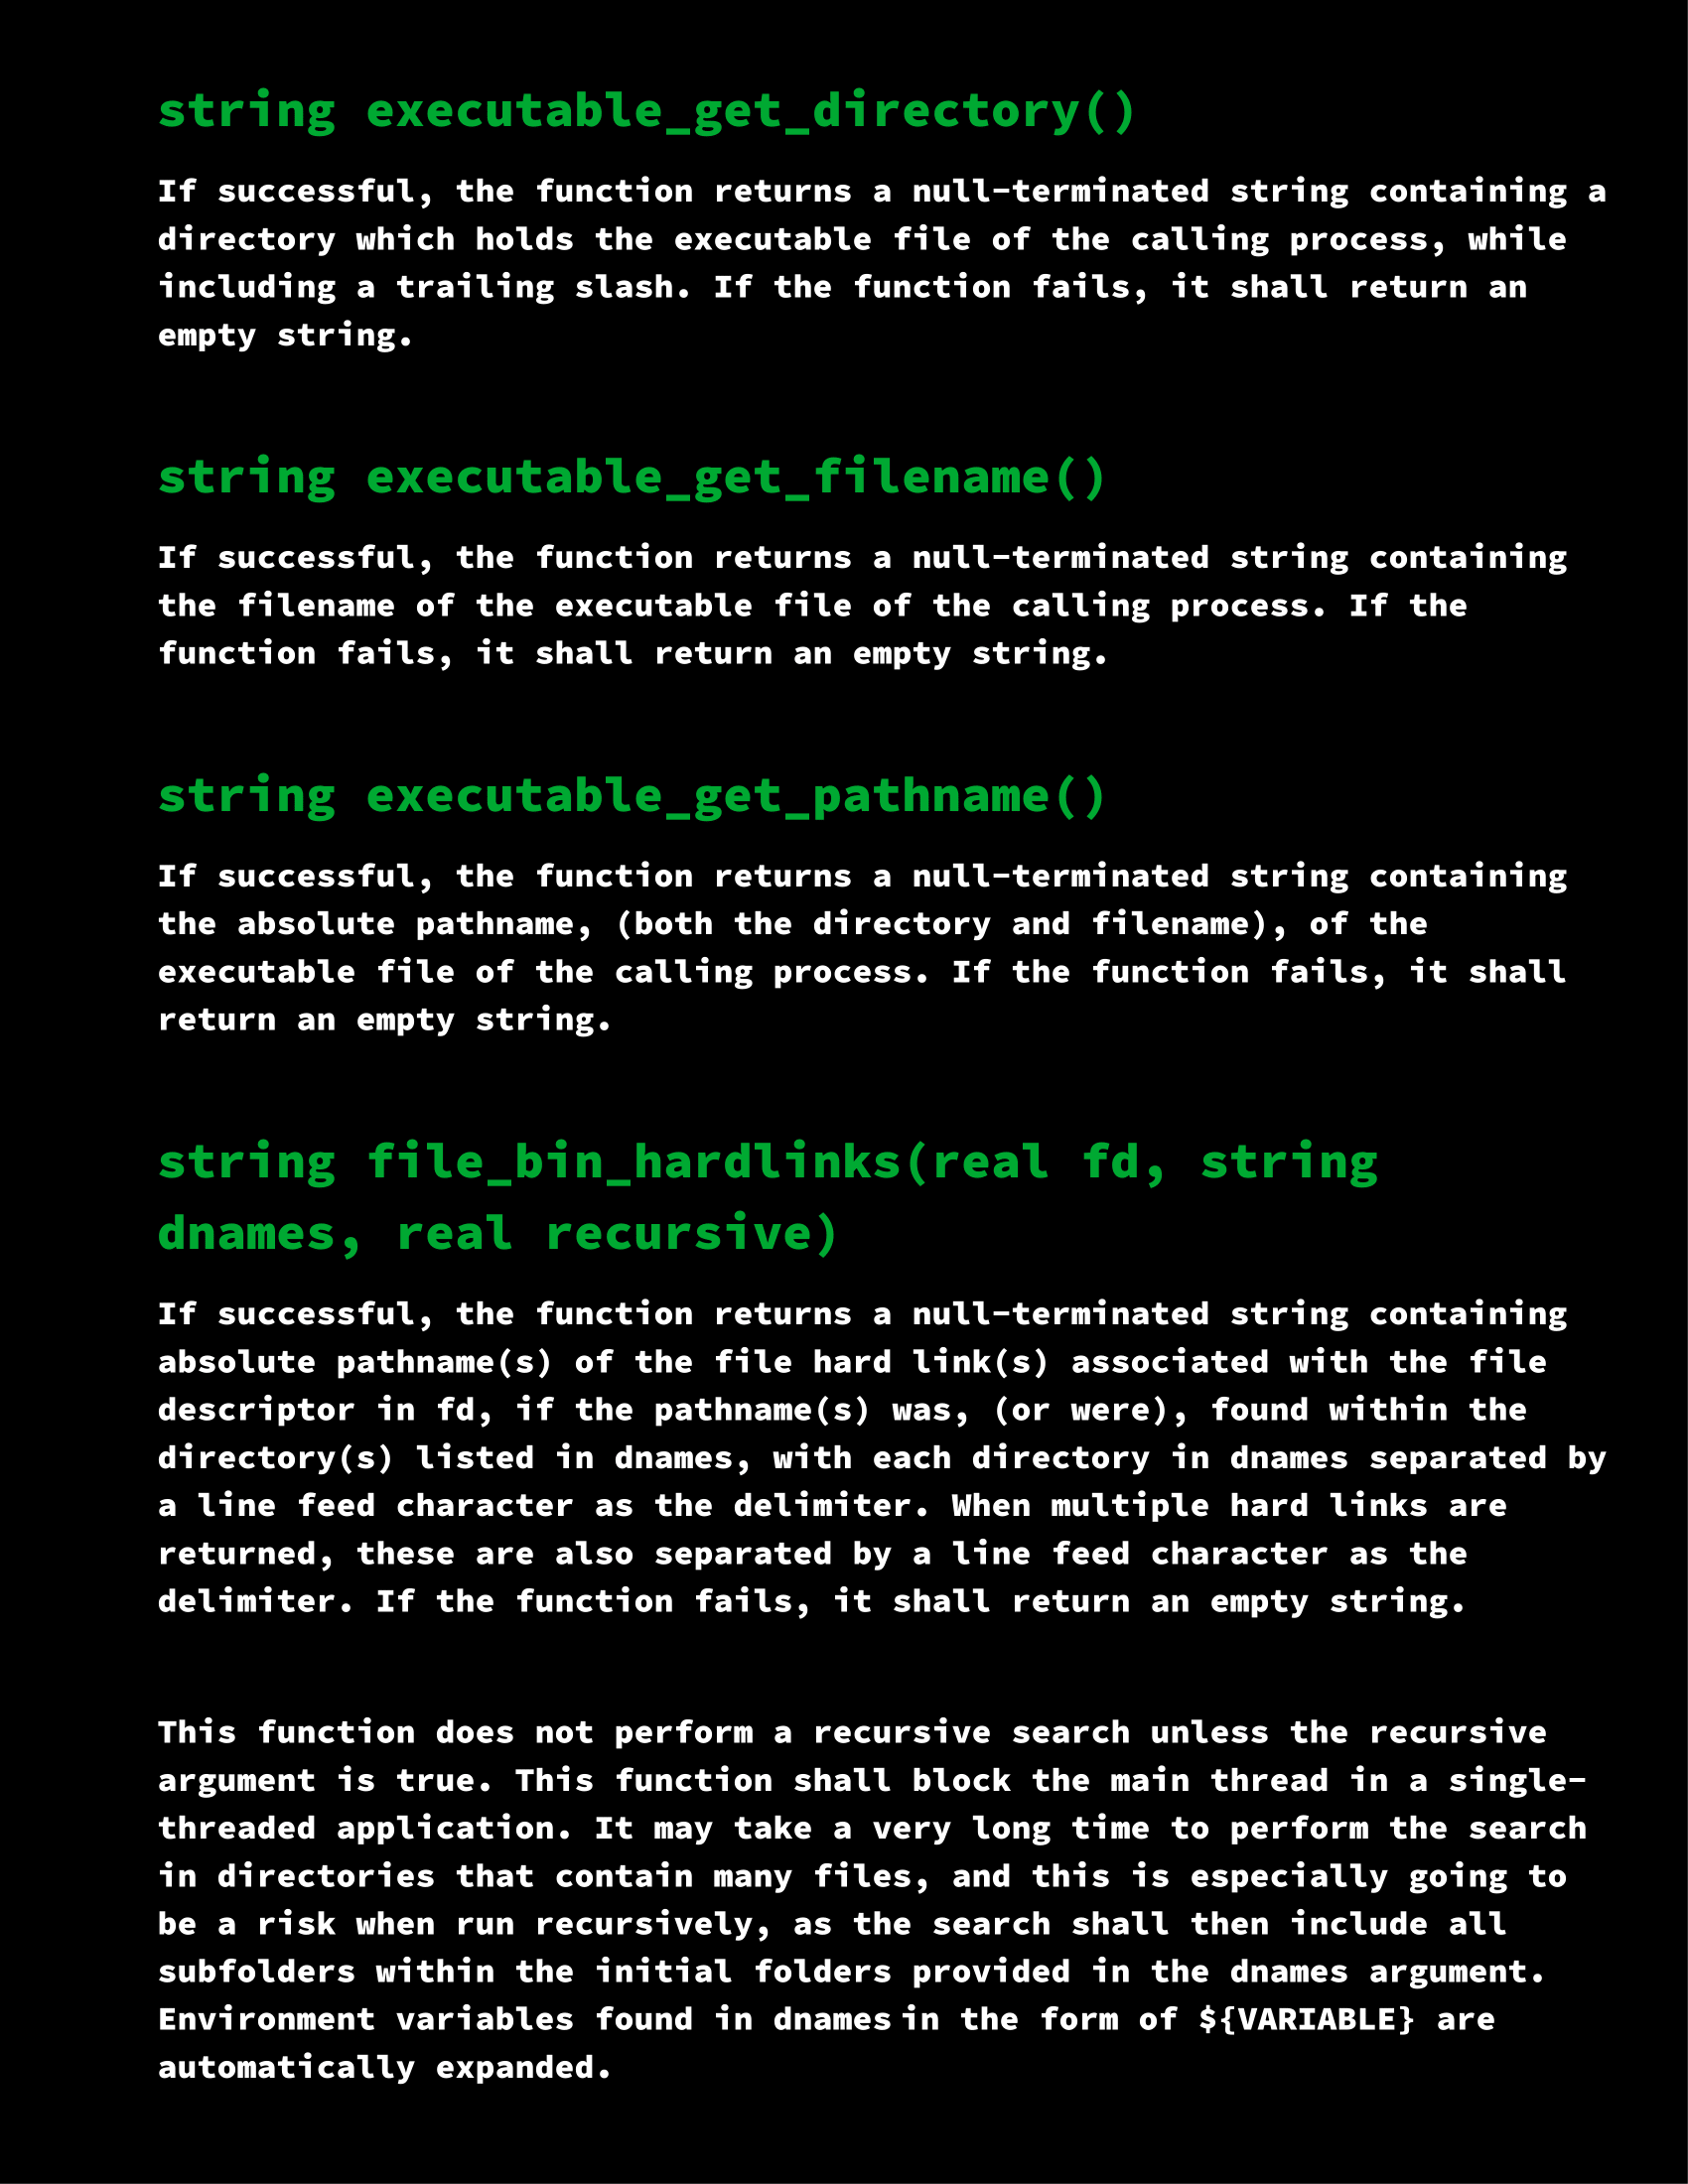 string executable_get_directory()
If successful, the function returns a null-terminated string containing a
directory which holds the executable file of the calling process, while
including a trailing slash. If the function fails, it shall return an
empty string.
string executable_get_filename()
If successful, the function returns a null-terminated string containing
the filename of the executable file of the calling process. If the
function fails, it shall return an empty string.
string executable_get_pathname()
If successful, the function returns a null-terminated string containing
the absolute pathname, (both the directory and filename), of the
executable file of the calling process. If the function fails, it shall
return an empty string.
string file_bin_hardlinks(real fd, string
dnames, real recursive)
If successful, the function returns a null-terminated string containing
absolute pathname(s) of the file hard link(s) associated with the file
descriptor in fd, if the pathname(s) was, (or were), found within the
directory(s) listed in dnames, with each directory in dnames separated by
a line feed character as the delimiter. When multiple hard links are
returned, these are also separated by a line feed character as the
delimiter. If the function fails, it shall return an empty string.
This function does not perform a recursive search unless the recursive
argument is true. This function shall block the main thread in a single-
threaded application. It may take a very long time to perform the search
in directories that contain many files, and this is especially going to
be a risk when run recursively, as the search shall then include all
subfolders within the initial folders provided in the dnames argument.
Environment variables found in dnames in the form of ${VARIABLE} are
automatically expanded.